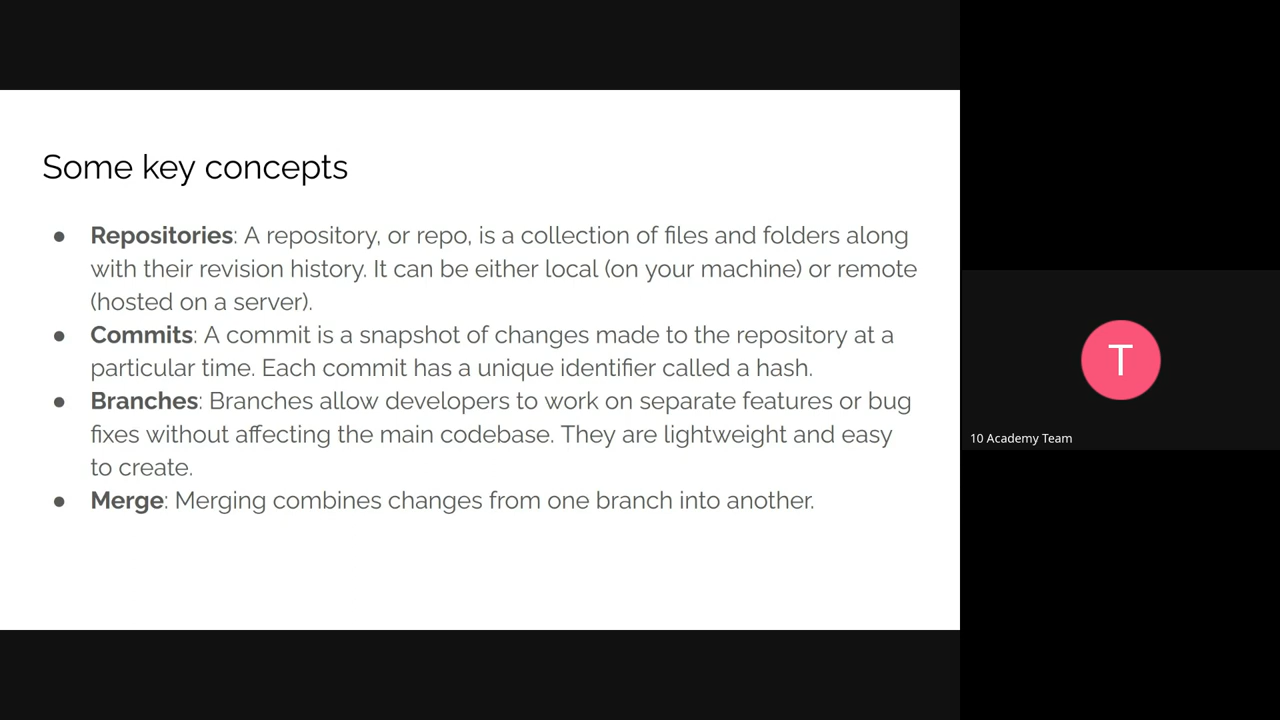 Some key concepts
● Repositories: A repository, or repo, is a collection of files and folders along
with their revision history. It can be either local (on your machine) or remote
(hosted on a server).
● Commits: A commit is a snapshot of changes made to the repository at a
particular time. Each commit has a unique identifier called a hash.
● Branches: Branches allow developers to work on separate features or bug
fixes without affecting the main codebase. They are lightweight and easy
to create.
● Merge: Merging combines changes from one branch into another.
T
10 Academy Team